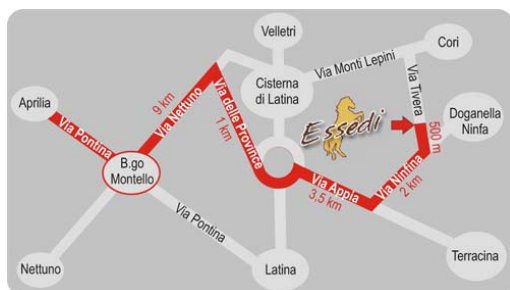 Velletri
Cori
Via Monti Lepini
Cisterna
di Latina
Via Tivera
Aprilia
9 km
Via Nettuno
Via delle Province
1 km
Essedi
500 m
Doganella
Ninfa
Via Pontina
B.go
Montello
Via Appia
3,5 km
Via Ninfina
2 km
Via Pontina
Nettuno
Latina
Terracina